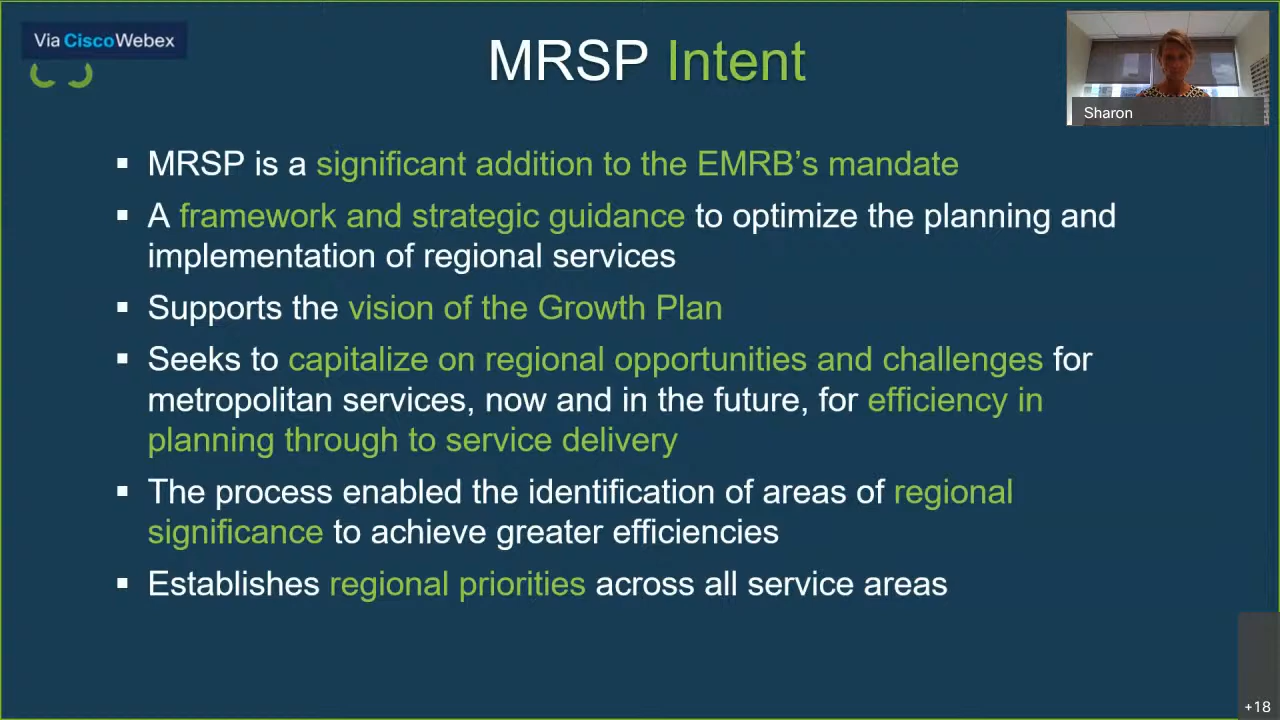 Via CiscoWebex
MRSP Intent
Sharon
▪ MRSP is a significant addition to the EMRB’s mandate
▪ A framework and strategic guidance to optimize the planning and
implementation of regional services
▪ Supports the vision of the Growth Plan
▪ Seeks to capitalize on regional opportunities and challenges for
metropolitan services, now and in the future, for efficiency in
planning through to service delivery
▪ The process enabled the identification of areas of regional
significance to achieve greater efficiencies
▪ Establishes regional priorities across all service areas
+18